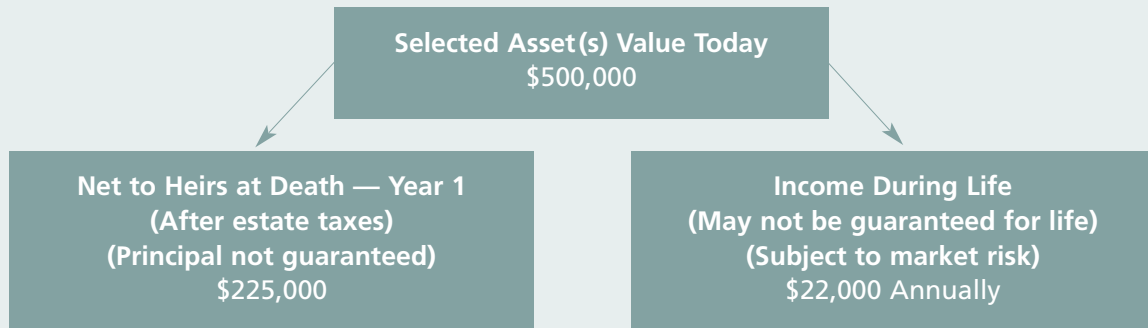 Selected Asset(s) Value Today
$500,000
Net to Heirs at Death — Year 1
(After estate taxes)
(Principal not guaranteed)
$225,000
Income During Life
(May not be guaranteed for life)
(Subject to market risk)
$22,000 Annually